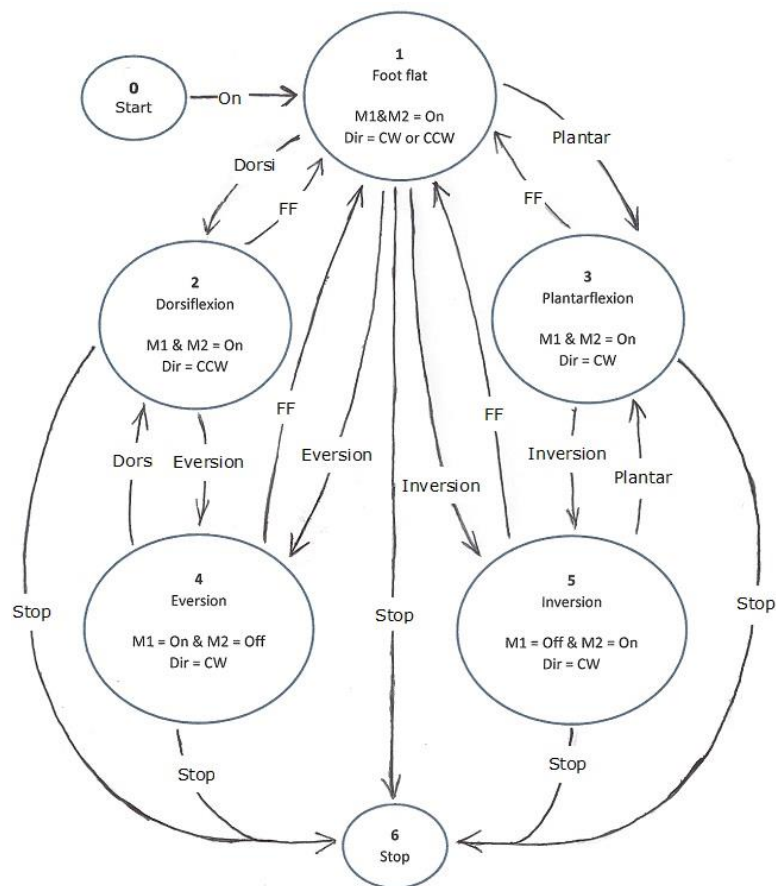 0
Start
On
1
Foot flat
M1&M2 = On
Dir = CW or CCW
Plantar
Dorsi
FF
FF
2
Dorsiflexion
M1 & M2 = On
Dir = CCW
3
Plantarflexion
M1 & M2 = On
Dir = CW
FF
FF
Dors
Eversion
Eversion
Inversion
Inversion
Plantar
4
Eversion
M1 = On & M2 = Off
Dir = CW
5
Inversion
M1 = Off & M2 = On
Dir = CW
Stop
Stop
Stop
Stop
Stop
6
Stop